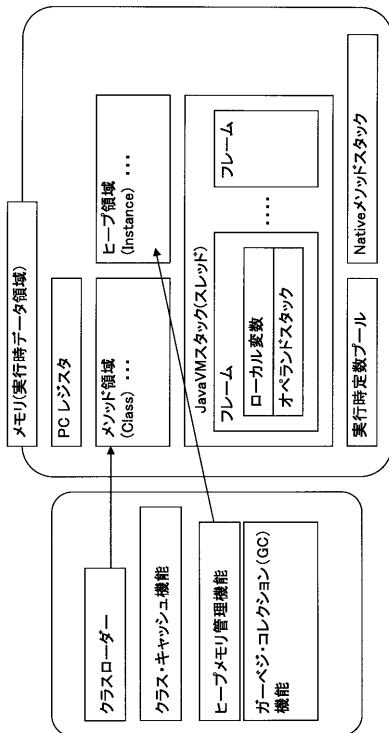 クラスローダー
クラス・キャッシュ機能
ヒープメモリ管理機能
ガーベジ・コレクション(GC)
機能
メモリ(実行時データ領域)
PC レジスタ
メソッド領域
(Class) ・・・
ヒープ領域
(Instance) ・・・
JavaVMスタック(スレッド)
フレーム
ローカル変数
オペランドスタック
・・・・
フレーム
実行時定数プール
Nativeメソッドスタック